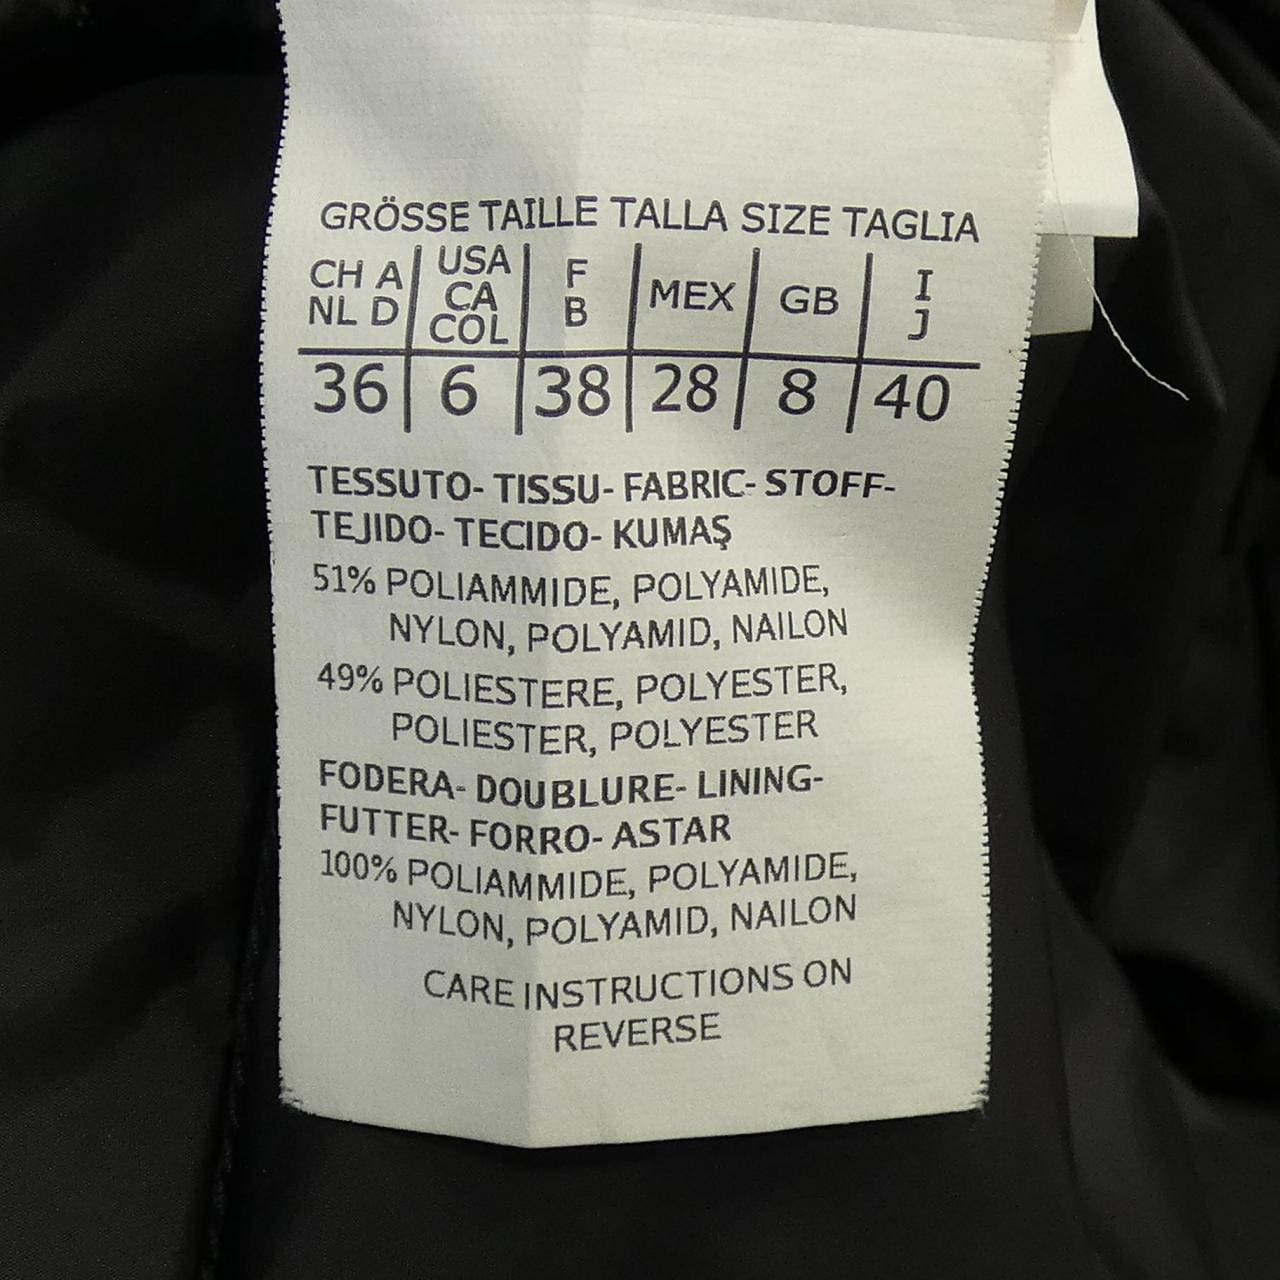 GRÖSSE TAILLE TALLA SIZE TAGLIA
CH A NL D | USA CA COL | F B | MEX | GB | I J
36 | 6 | 38 | 28 | 8 | 40
TESSUTO- TISSU- FABRIC- STOFF-
TEJIDO- TECIDO- KUMAŞ
51% POLIAMMIDE, POLYAMIDE,
NYLON, POLYAMID, NAILON
49% POLIESTERE, POLYESTER,
POLIESTER, POLYESTER
FODERA- DOUBLURE- LINING-
FUTTER- FORRO- ASTAR
100% POLIAMMIDE, POLYAMIDE,
NYLON, POLYAMID, NAILON
CARE INSTRUCTIONS ON
REVERSE